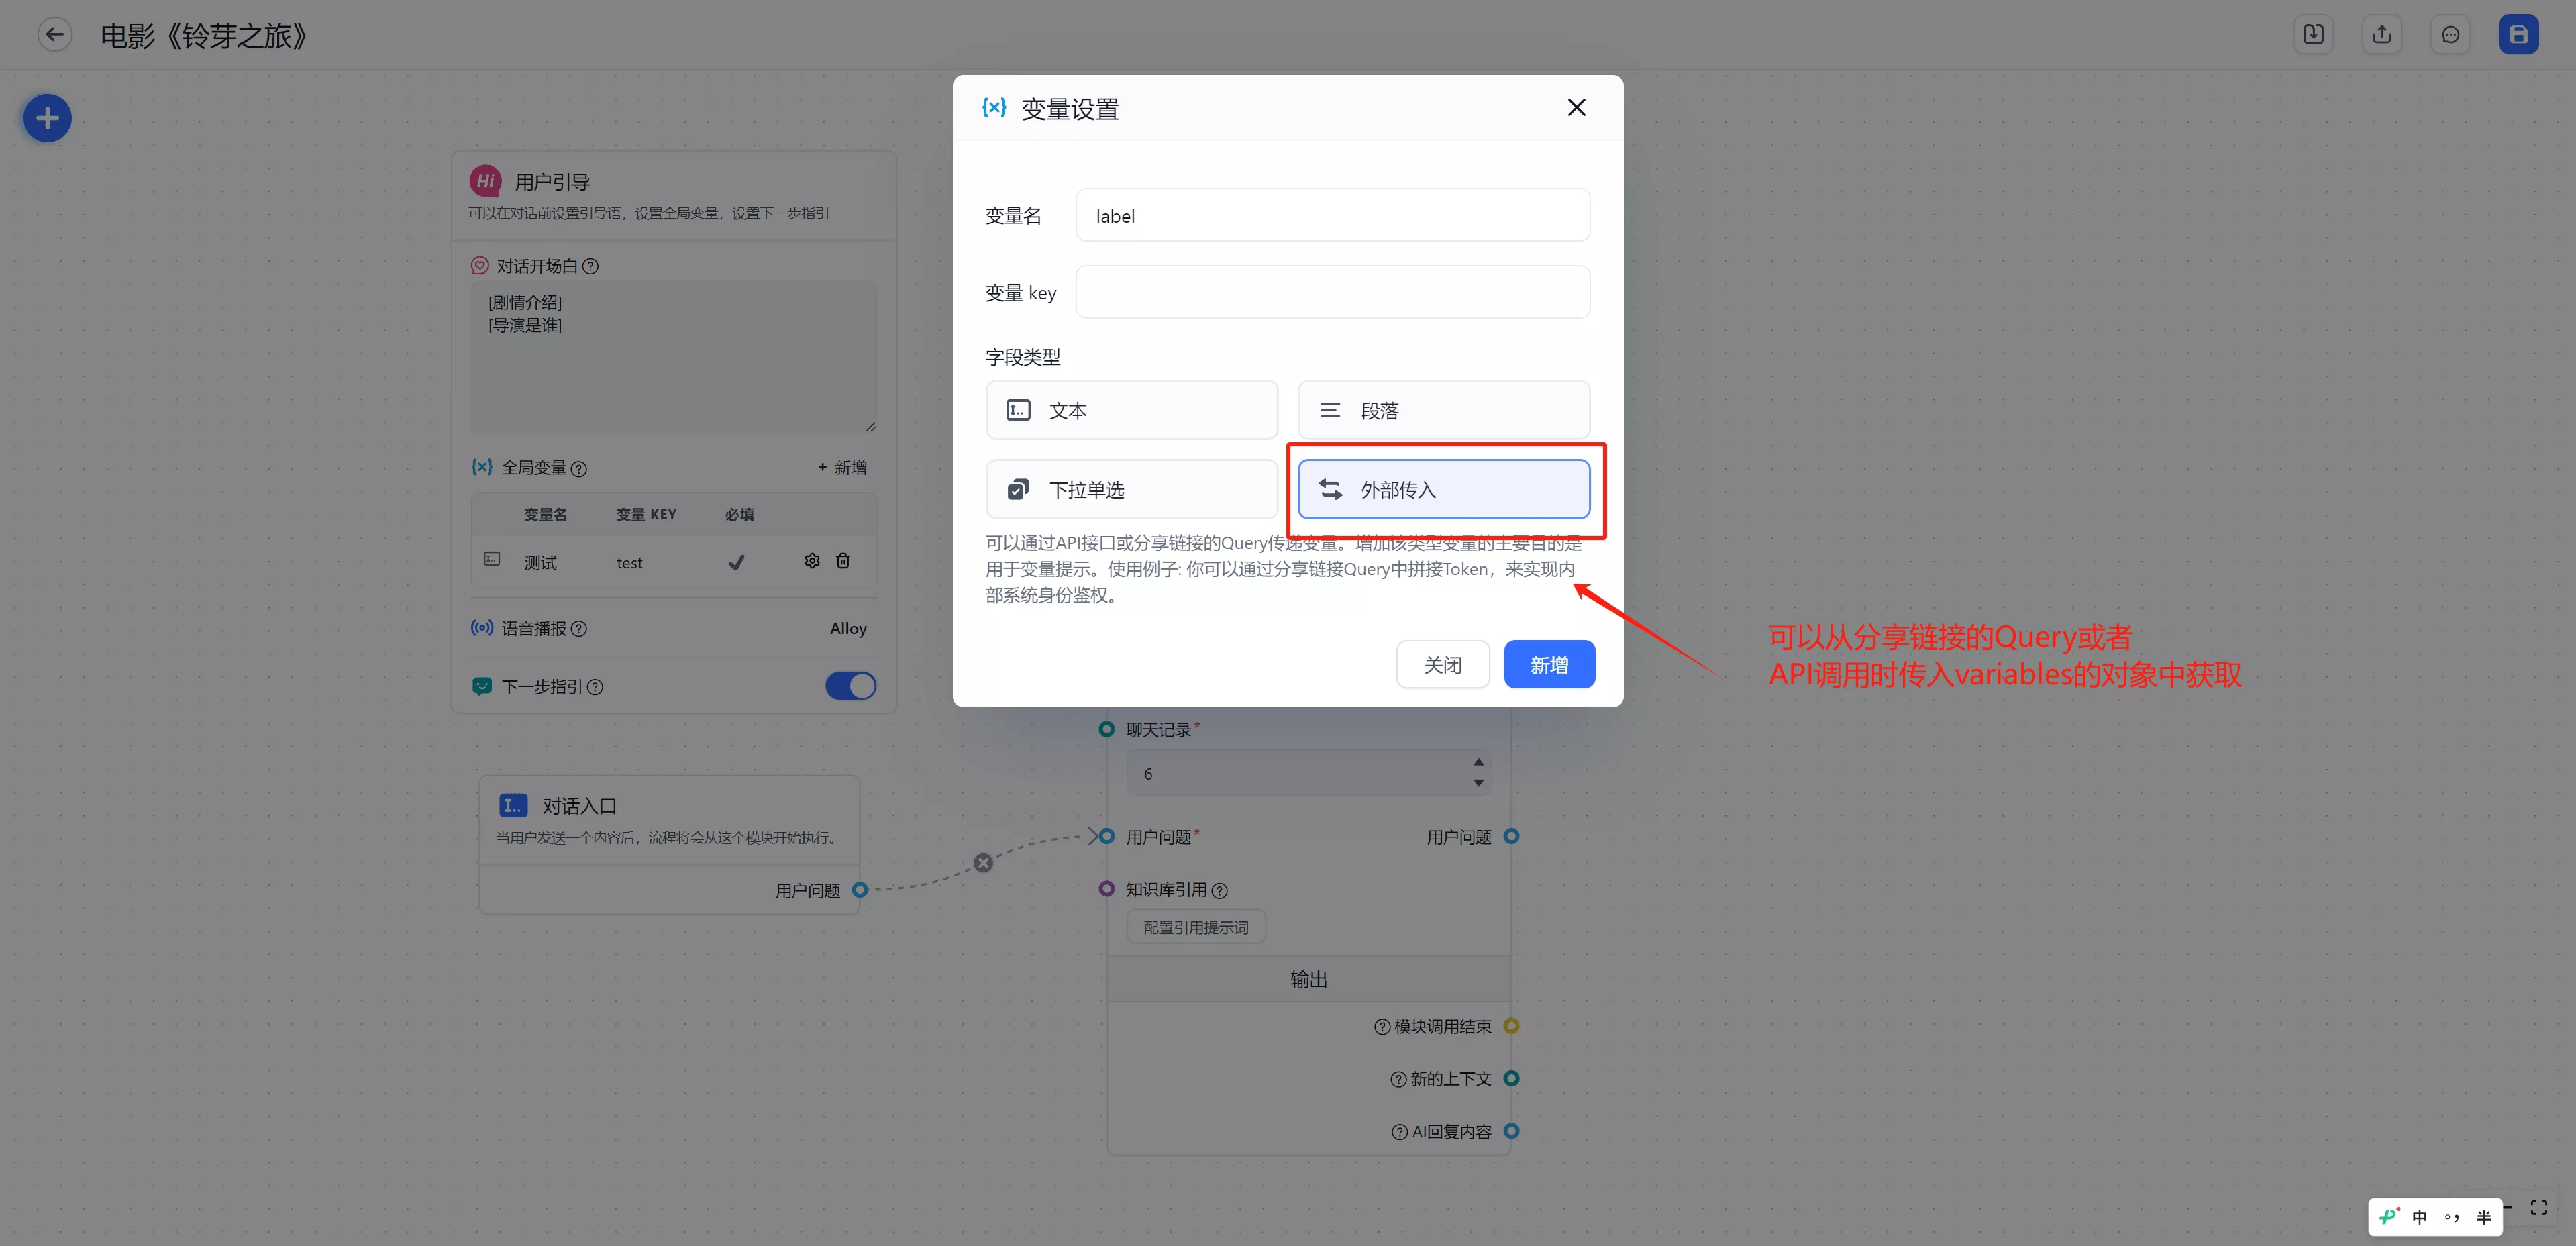 电影《铃芽之旅》
Hi 用户引导
可以在对话前设置引导语，设置全局变量，设置下一步指引
对话开场白
[剧情介绍]
[导演是谁]
全局变量
+ 新增
变量名 变量 KEY 必填
测试 test
语音播报 Alloy
下一步指引
对话入口
当用户发送一个内容后，流程将会从这个模块开始执行。
用户问题
变量设置
变量名 label
变量 key
字段类型
文本 段落
下拉单选 外部传入
可以通过API接口或分享链接的Query传递变量。增加该类型变量的主要目的是
用于变量提示。使用例子: 你可以通过分享链接Query中拼接Token，来实现内
部系统身份鉴权。
关闭 新增
可以从分享链接的Query或者
API调用时传入variables的对象中获取
聊天记录*
6
用户问题* 用户问题
知识库引用
配置引用提示词
输出
模块调用结束
新的上下文
AI回复内容
中 半